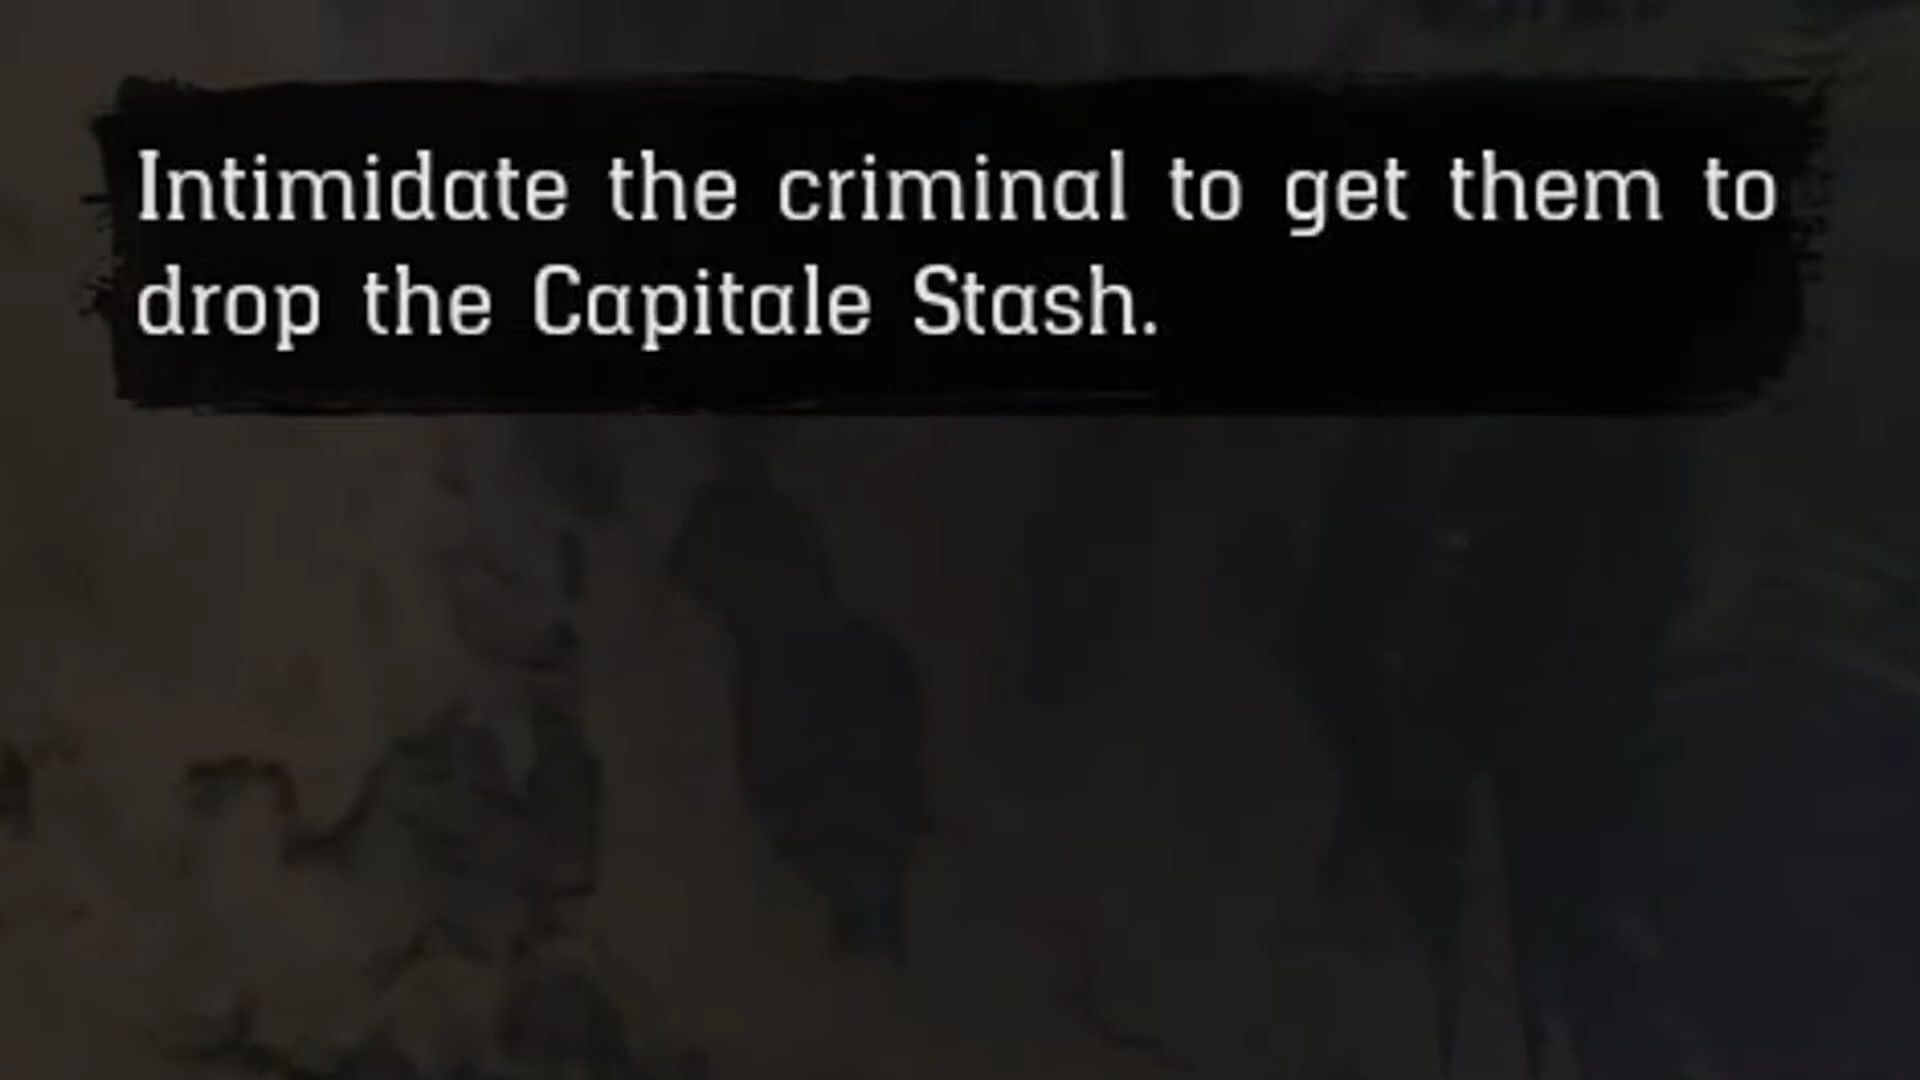 Intimidate the criminal to get them to
drop the Capitale Stash.